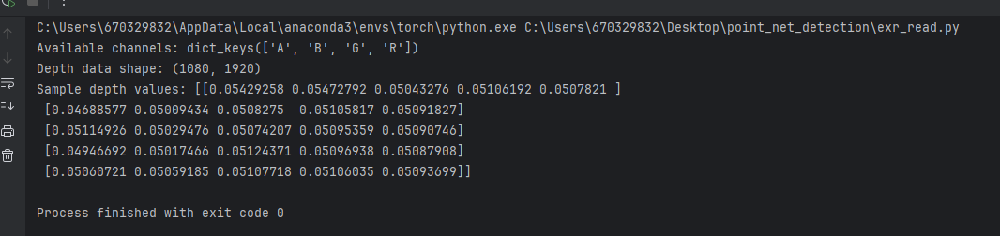 C:\Users\670329832\AppData\Local\anaconda3\envs\torch\python.exe C:\Users\670329832\Desktop\point_net_detection\exr_read.py
Available channels: dict_keys(['A', 'B', 'G', 'R'])
Depth data shape: (1080, 1920)
Sample depth values: [[0.05429258 0.05472792 0.05043276 0.05106192 0.0507821 ]
 [0.04688577 0.05009434 0.0508275  0.05105817 0.05091827]
 [0.05114926 0.05029476 0.05074207 0.05095359 0.05090746]
 [0.04946692 0.05017466 0.05124371 0.05096938 0.05087908]
 [0.05060721 0.05059185 0.05107718 0.05106035 0.05093699]]
Process finished with exit code 0